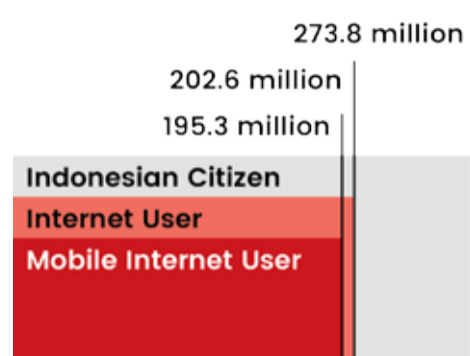 273.8 million
202.6 million
195.3 million
Indonesian Citizen
Internet User
Mobile Internet User